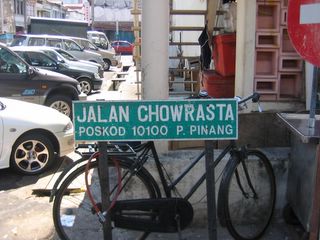 JALAN CHOWRASTA
POSKOD 10100 P. PINANG